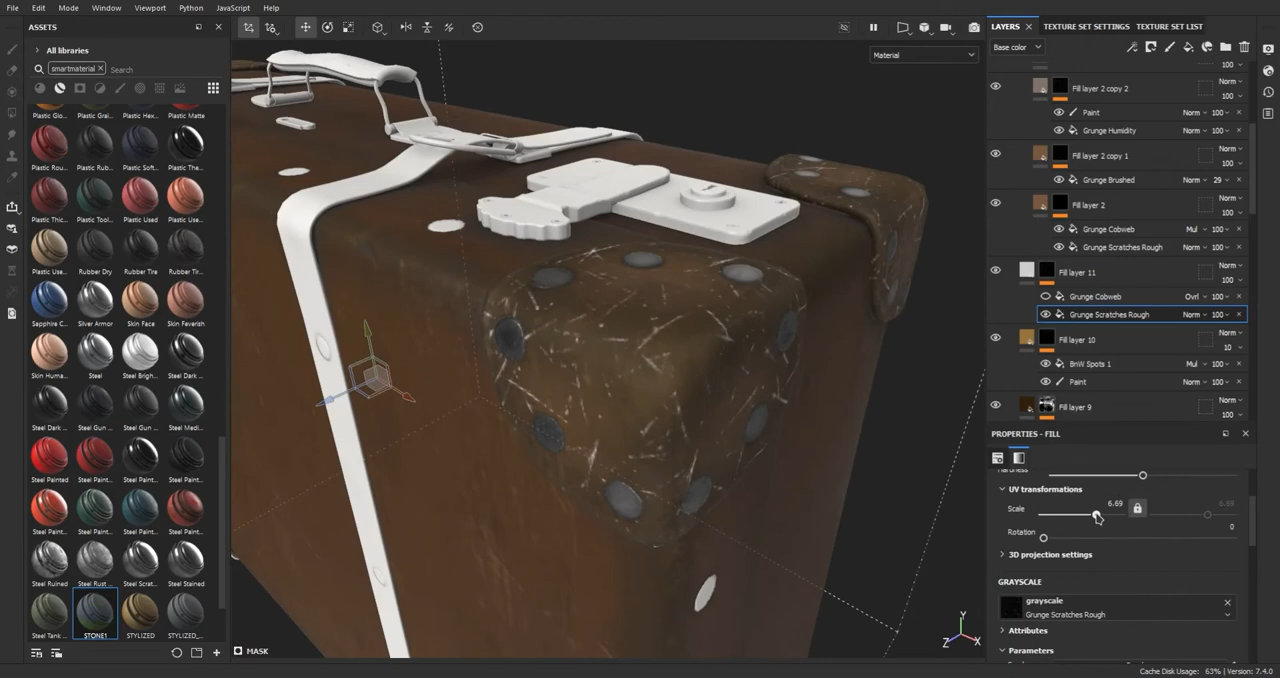 File Edit Mode Window Viewport Python JavaScript Help
ASSETS
All libraries
smartmaterial Search
Plastic Glo... Plastic Grai... Plastic Hex... Plastic Matte
Plastic Rou... Plastic Rub... Plastic Soft... Plastic The...
Plastic Thic... Plastic Tool... Plastic Used Plastic Use...
Plastic Use... Rubber Dry Rubber Tire Rubber Tir...
Sapphire C... Silver Armor Skin Face Skin Feverish
Skin Huma... Steel Steel Brigh... Steel Dark ...
Steel Dark ... Steel Gun ... Steel Gun ... Steel Medi...
Steel Painted Steel Paint... Steel Paint... Steel Paint...
Steel Paint... Steel Paint... Steel Paint... Steel Paint...
Steel Ruined Steel Rust ... Steel Scrat... Steel Stained
Steel Tank ... STONE1 STYLIZED STYLIZED_...
Material
MASK
Y
Z X
LAYERS TEXTURE SET SETTINGS TEXTURE SET LIST
Base color
100
Fill layer 2 copy 2 Norm
100
Paint Norm 100
Grunge Humidity Norm 100
Fill layer 2 copy 1 Norm
100
Grunge Brushed Norm 29
Fill layer 2 Norm
100
Grunge Cobweb Mul 100
Grunge Scratches Rough Norm 100
Fill layer 11 Norm
100
Grunge Cobweb Ovrl 100
Grunge Scratches Rough Norm 100
Fill layer 10 Norm
10
BnW Spots 1 Mul 100
Paint Norm 100
Fill layer 9 Norm
100
PROPERTIES - FILL
Hardness
UV transformations
Scale 6.69 6.69
Rotation 0
3D projection settings
GRAYSCALE
grayscale
Grunge Scratches Rough
Attributes
Parameters
Cache Disk Usage: 63% | Version: 7.4.0